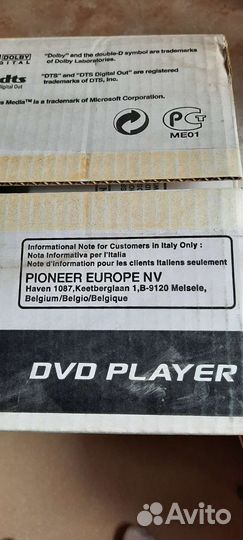 DOLBY "Dolby" and the double-D symbol are trademarks
DIGITAL of Dolby Laboratories.
dts "DTS" and "DTS Digital Out" are registered
Digital Out trademarks of DTS, Inc.
s Media™ is a trademark of Microsoft Corporation.
ME01
Informational Note for Customers in Italy Only :
Nota Informativa per l'Italia
Note d'information pour les clients Italiens seulement
PIONEER EUROPE NV
Haven 1087,Keetberglaan 1,B-9120 Melsele,
Belgium/Belgio/Belgique
DVD PLAYER
Avito